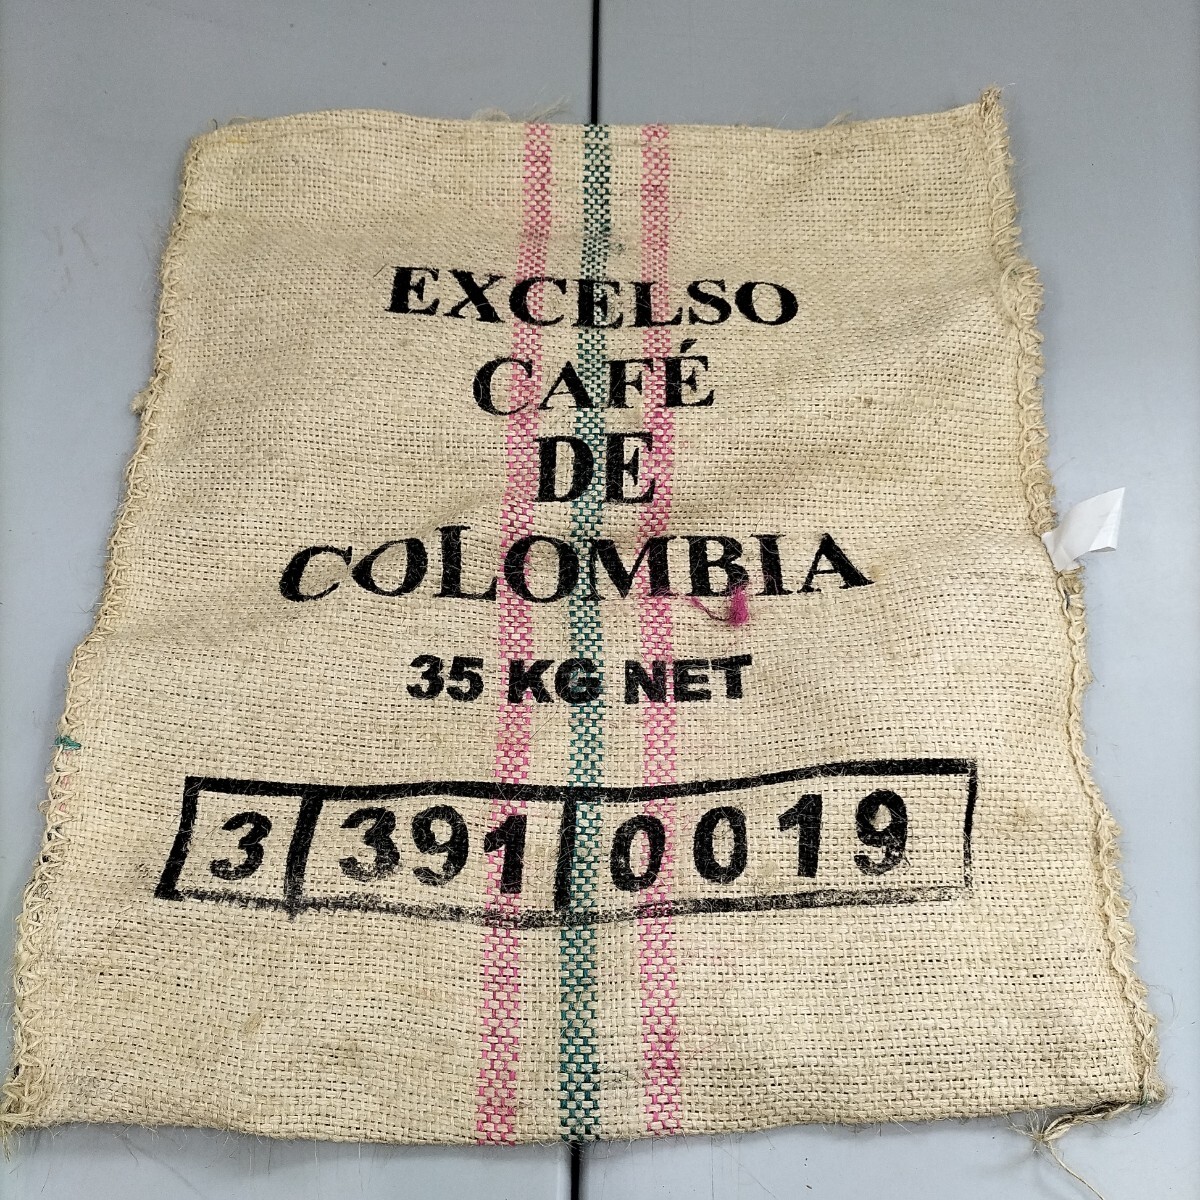 EXCELSO
CAFÉ
DE
COLOMBIA
35 KG NET
3 391 0019